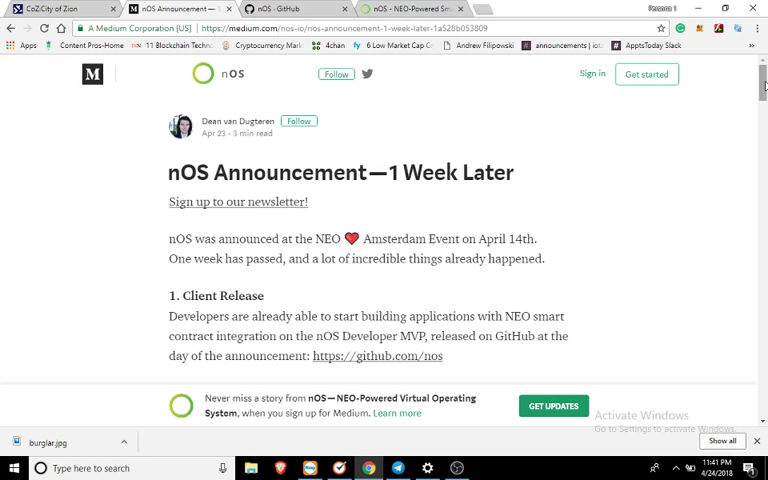 CoZ:City of Zion
nOS Announcement — 1 We
nOS · GitHub
nOS - NEO-Powered Sma
A Medium Corporation [US]
https://medium.com/nos-io/nos-announcement-1-week-later-1a528b053809
Apps
Content Pros-Home
11 Blockchain Techno
Cryptocurrency Mark
4chan
6 Low Market Cap C
Andrew Filipowski
announcements | iot
ApptsToday Slack
M
nOS
Follow
Sign in
Get started
Dean van Dugteren
Follow
Apr 23 · 3 min read
nOS Announcement — 1 Week Later
Sign up to our newsletter!
nOS was announced at the NEO ❤️ Amsterdam Event on April 14th.
One week has passed, and a lot of incredible things already happened.
1. Client Release
Developers are already able to start building applications with NEO smart
contract integration on the nOS Developer MVP, released on GitHub at the
day of the announcement: https://github.com/nos
Never miss a story from nOS — NEO-Powered Virtual Operating
System, when you sign up for Medium. Learn more
GET UPDATES
Activate Windows
Go to Settings to activate Windows.
burglar.jpg
Show all
Type here to search
11:41 PM
4/24/2018